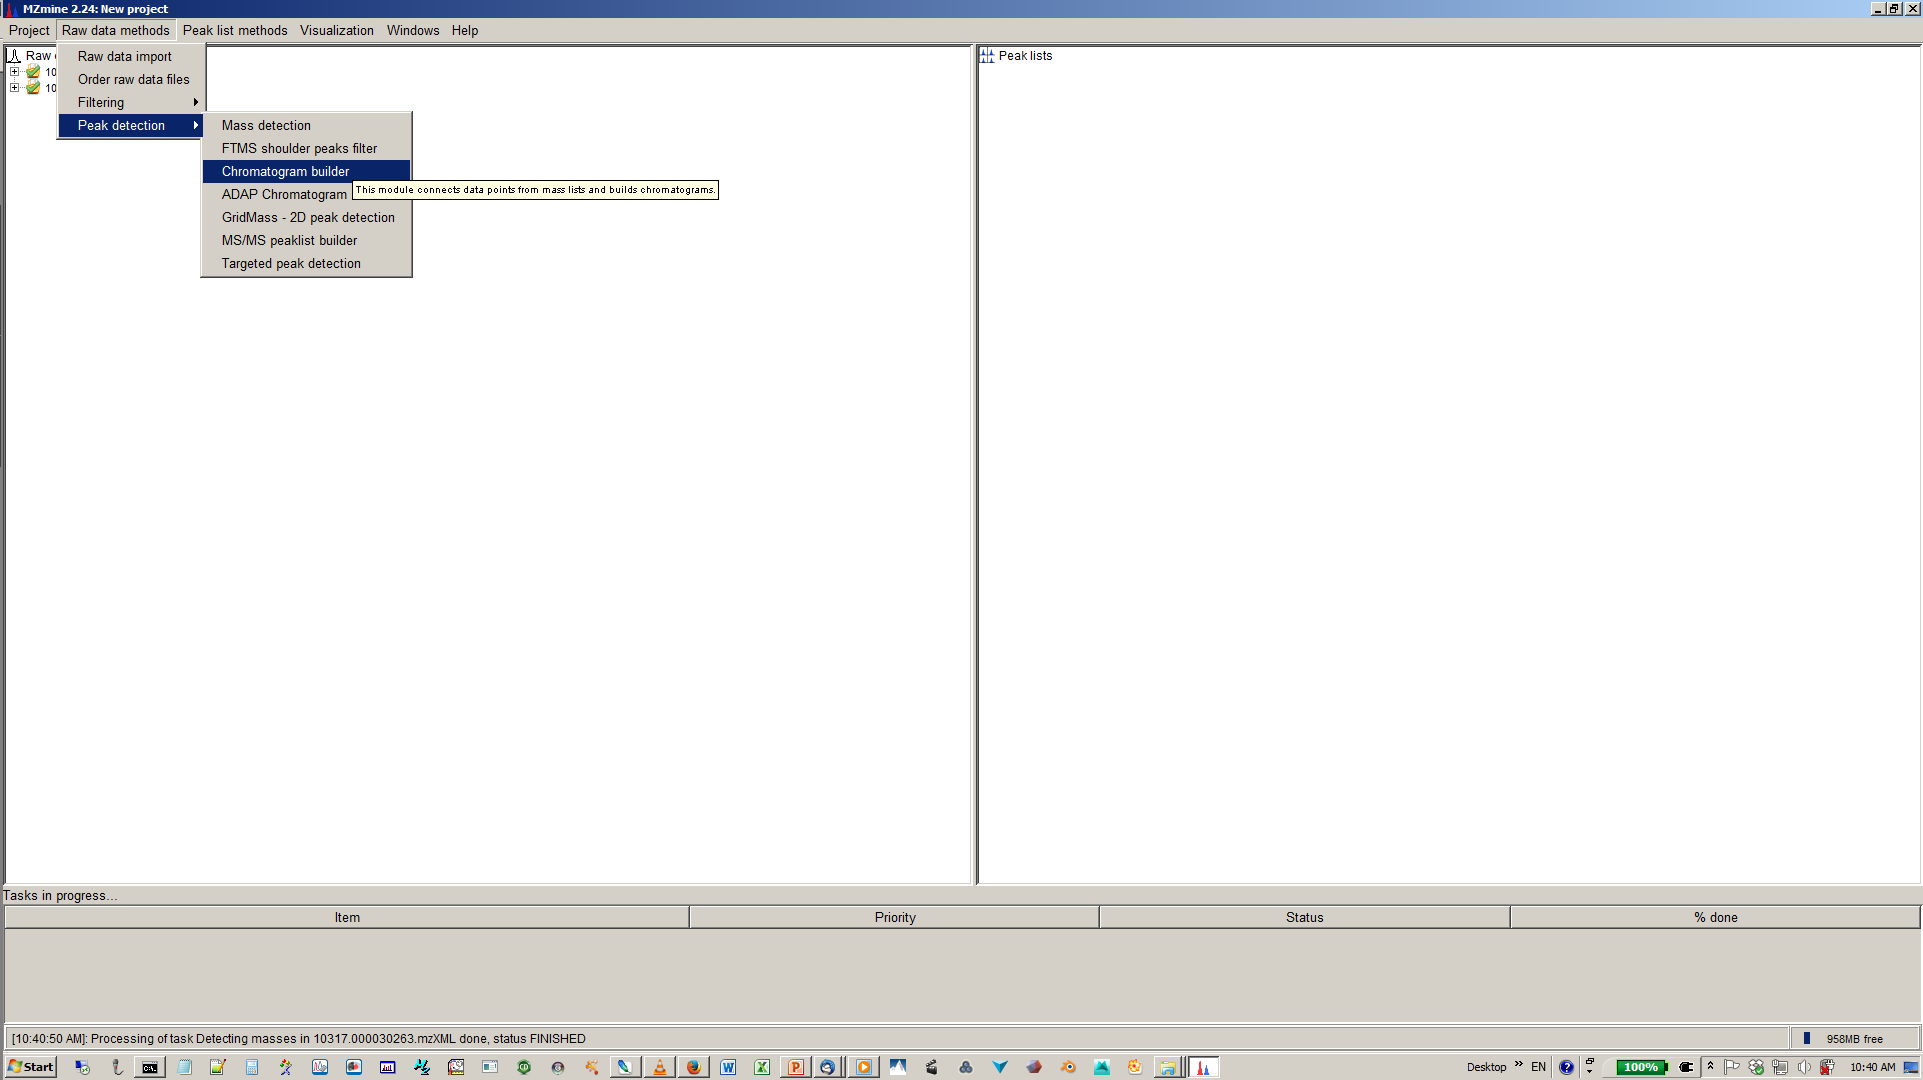 MZmine 2.24: New project
Project Raw data methods Peak list methods Visualization Windows Help
Raw
10
10
Raw data import
Order raw data files
Filtering
Peak detection
Mass detection
FTMS shoulder peaks filter
Chromatogram builder
ADAP Chromatogram
GridMass - 2D peak detection
MS/MS peaklist builder
Targeted peak detection
This module connects data points from mass lists and builds chromatograms.
Peak lists
Tasks in progress...
Item Priority Status % done
[10:40:50 AM]: Processing of task Detecting masses in 10317.000030263.mzXML done, status FINISHED
958MB free
Start
Desktop » EN 100% 10:40 AM